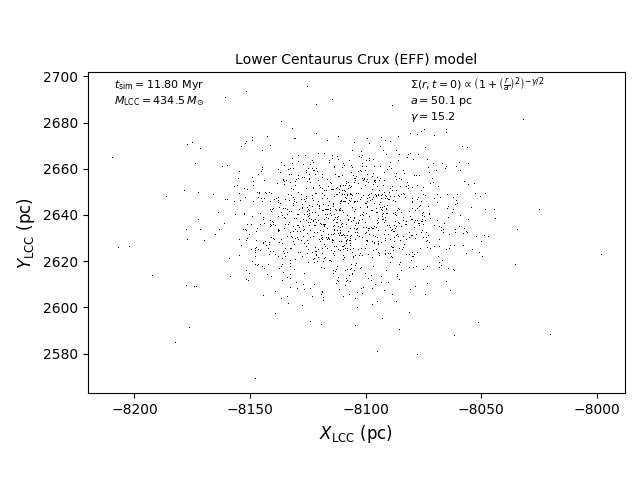 Lower Centaurus Crux (EFF) model
t_sim = 11.80 Myr
M_LCC = 434.5 M_⊙
Σ(r, t = 0) ∝ (1 + (r/a)²)^(−γ/2)
a = 50.1 pc
γ = 15.2
Y_LCC (pc)
2700
2680
2660
2640
2620
2600
2580
−8200 −8150 −8100 −8050 −8000
X_LCC (pc)